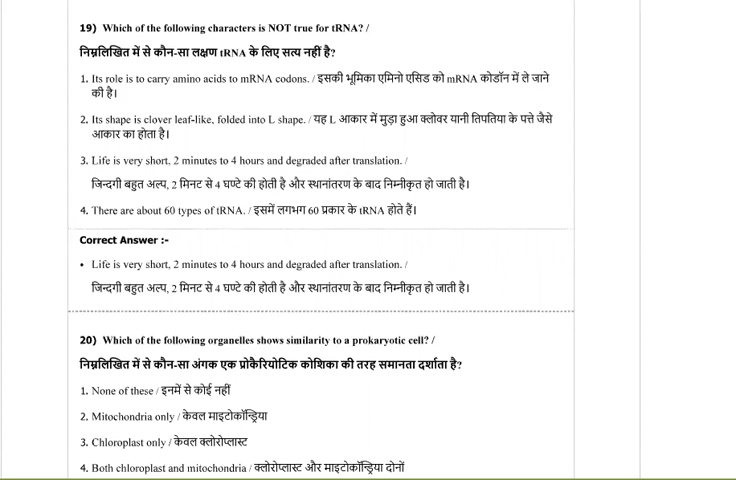 19) Which of the following characters is NOT true for tRNA? /
निम्नलिखित में से कौन-सा लक्षण tRNA के लिए सत्य नहीं है?
1. Its role is to carry amino acids to mRNA codons. / इसकी भूमिका एमिनो एसिड को mRNA कोडॉन में ले जाने
की है।
2. Its shape is clover leaf-like, folded into L shape. / यह L आकार में मुड़ा हुआ क्लोवर यानी तिपतिया के पत्ते जैसे
आकार का होता है।
3. Life is very short, 2 minutes to 4 hours and degraded after translation. /
जिन्दगी बहुत अल्प, 2 मिनट से 4 घण्टे की होती है और स्थानांतरण के बाद निम्नीकृत हो जाती है।
4. There are about 60 types of tRNA. / इसमें लगभग 60 प्रकार के tRNA होते हैं।
Correct Answer :-
• Life is very short, 2 minutes to 4 hours and degraded after translation. /
जिन्दगी बहुत अल्प, 2 मिनट से 4 घण्टे की होती है और स्थानांतरण के बाद निम्नीकृत हो जाती है।
20) Which of the following organelles shows similarity to a prokaryotic cell? /
निम्नलिखित में से कौन-सा अंगक एक प्रोकैरियोटिक कोशिका की तरह समानता दर्शाता है?
1. None of these / इनमें से कोई नहीं
2. Mitochondria only / केवल माइटोकॉन्ड्रिया
3. Chloroplast only / केवल क्लोरोप्लास्ट
4. Both chloroplast and mitochondria / क्लोरोप्लास्ट और माइटोकॉन्ड्रिया दोनों